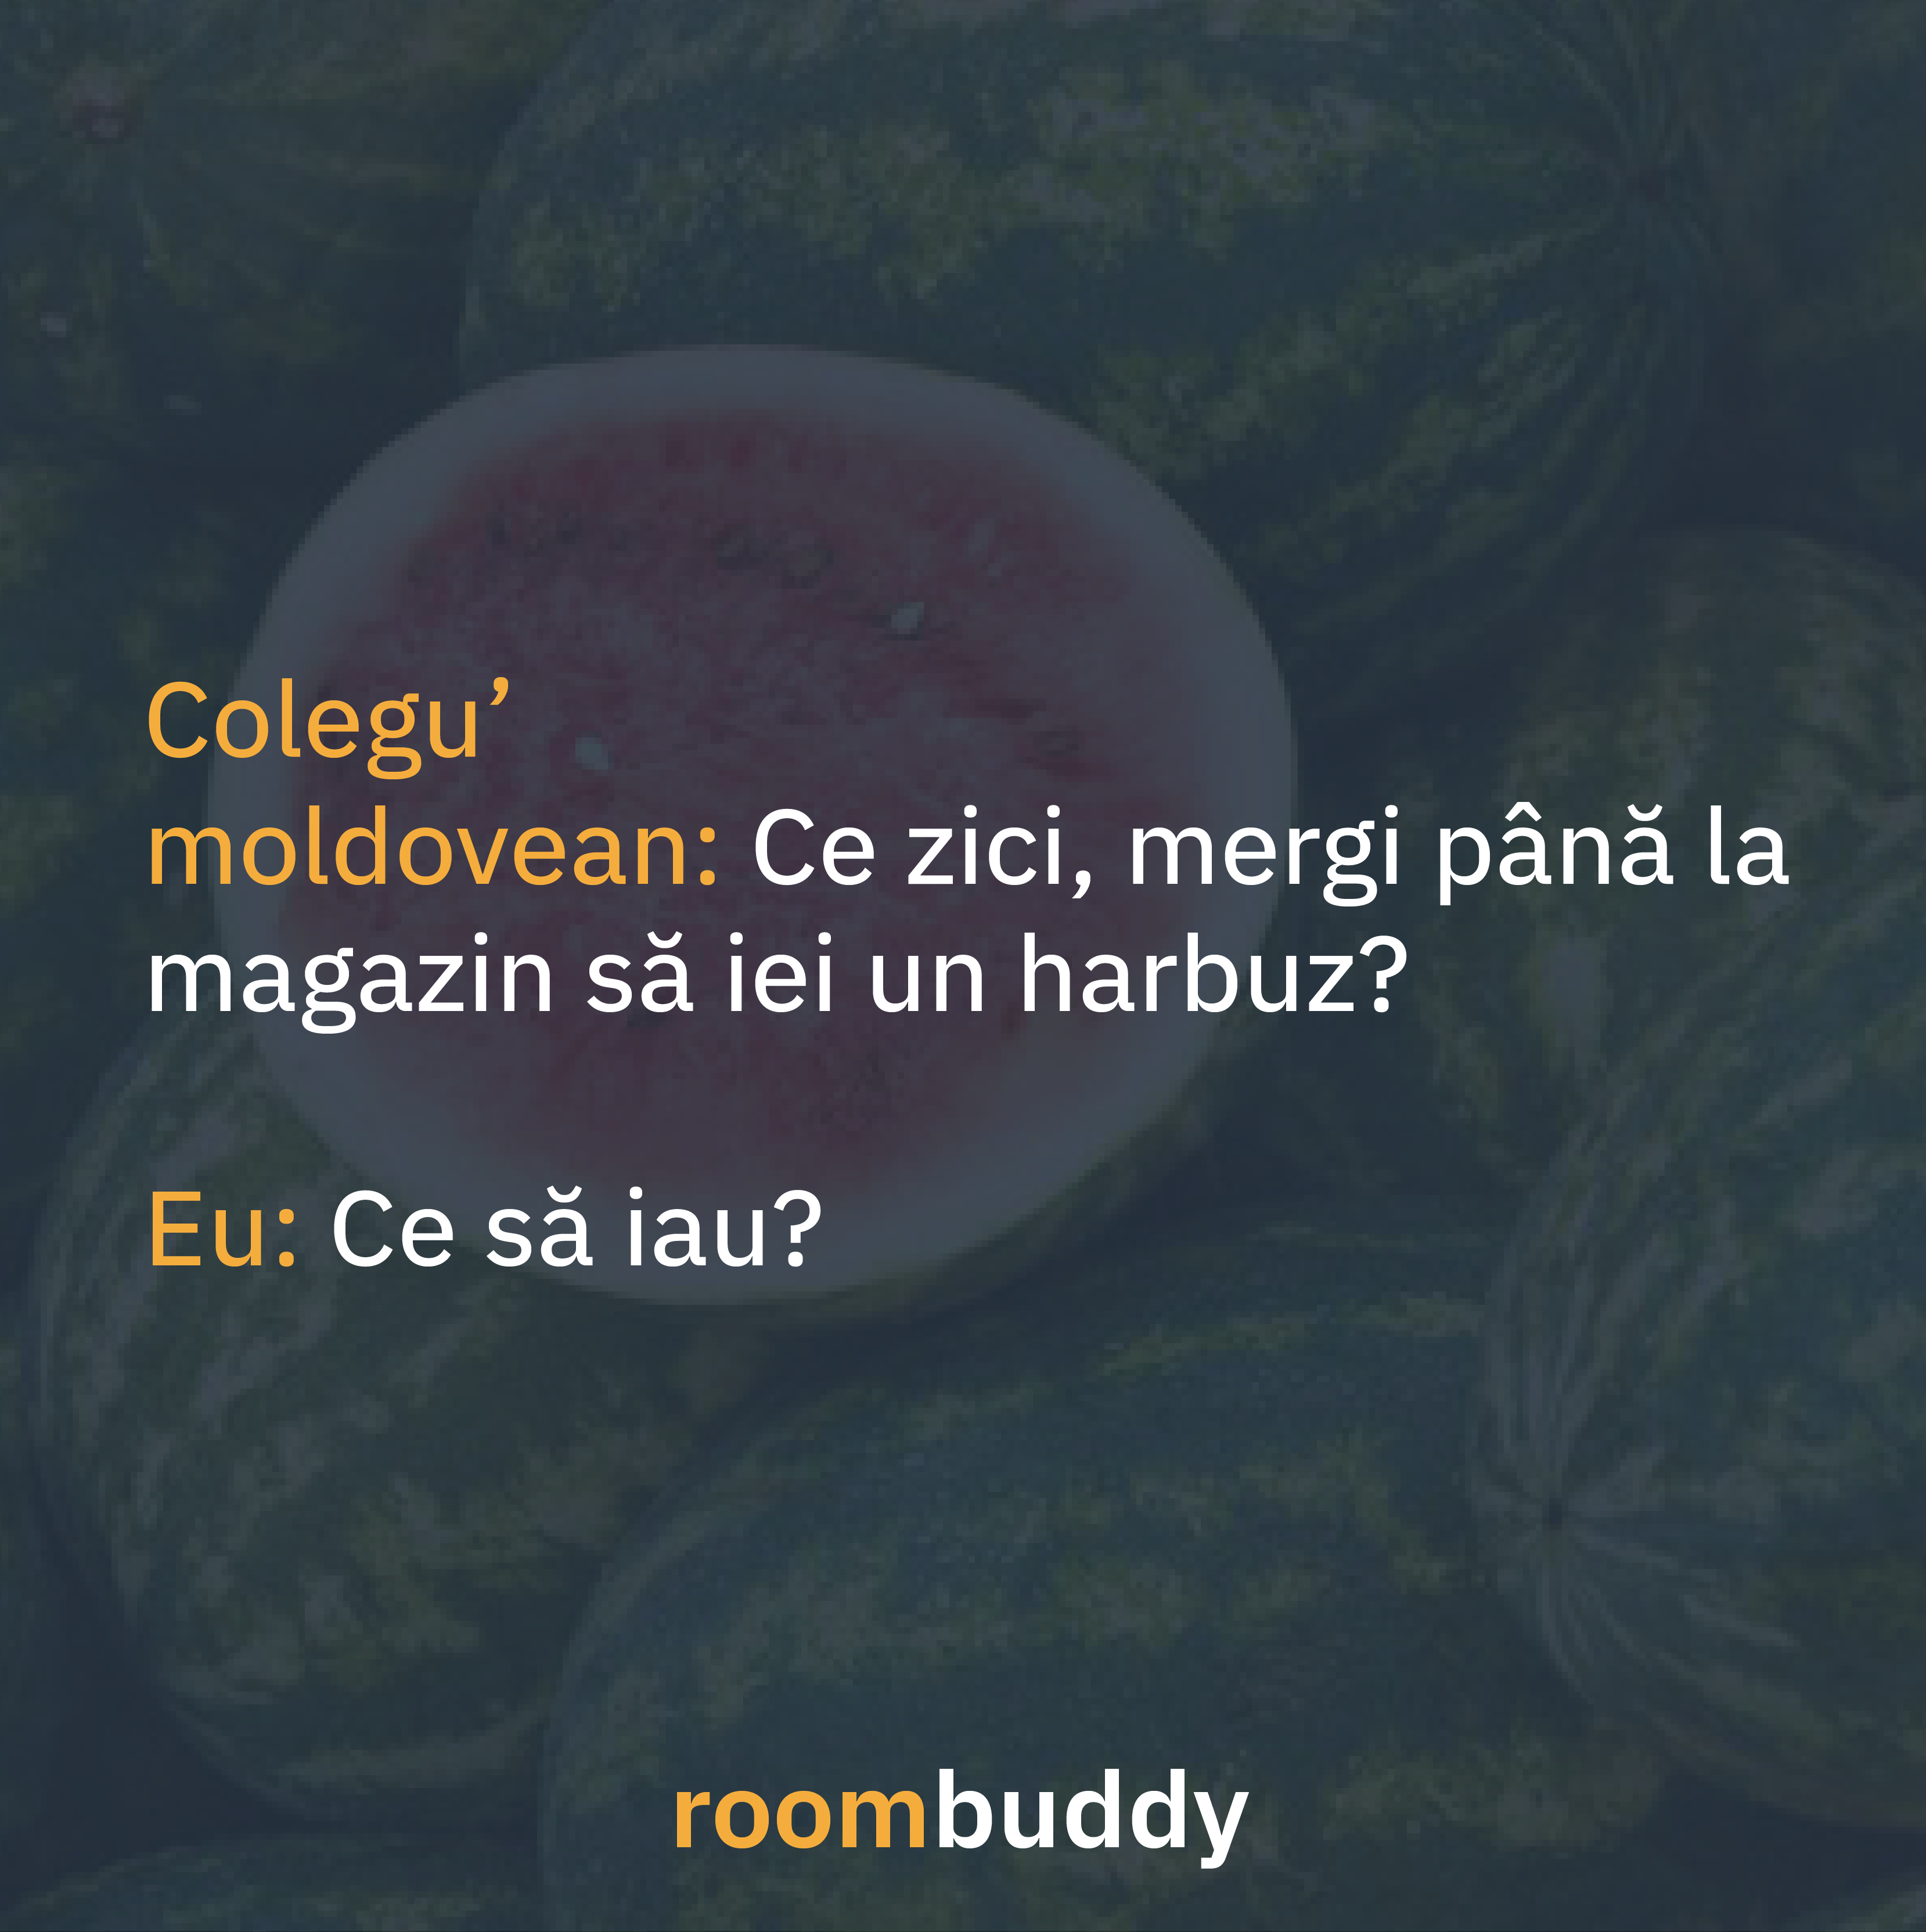 Colegu’
moldovean: Ce zici, mergi până la
magazin să iei un harbuz?
Eu: Ce să iau?
roombuddy